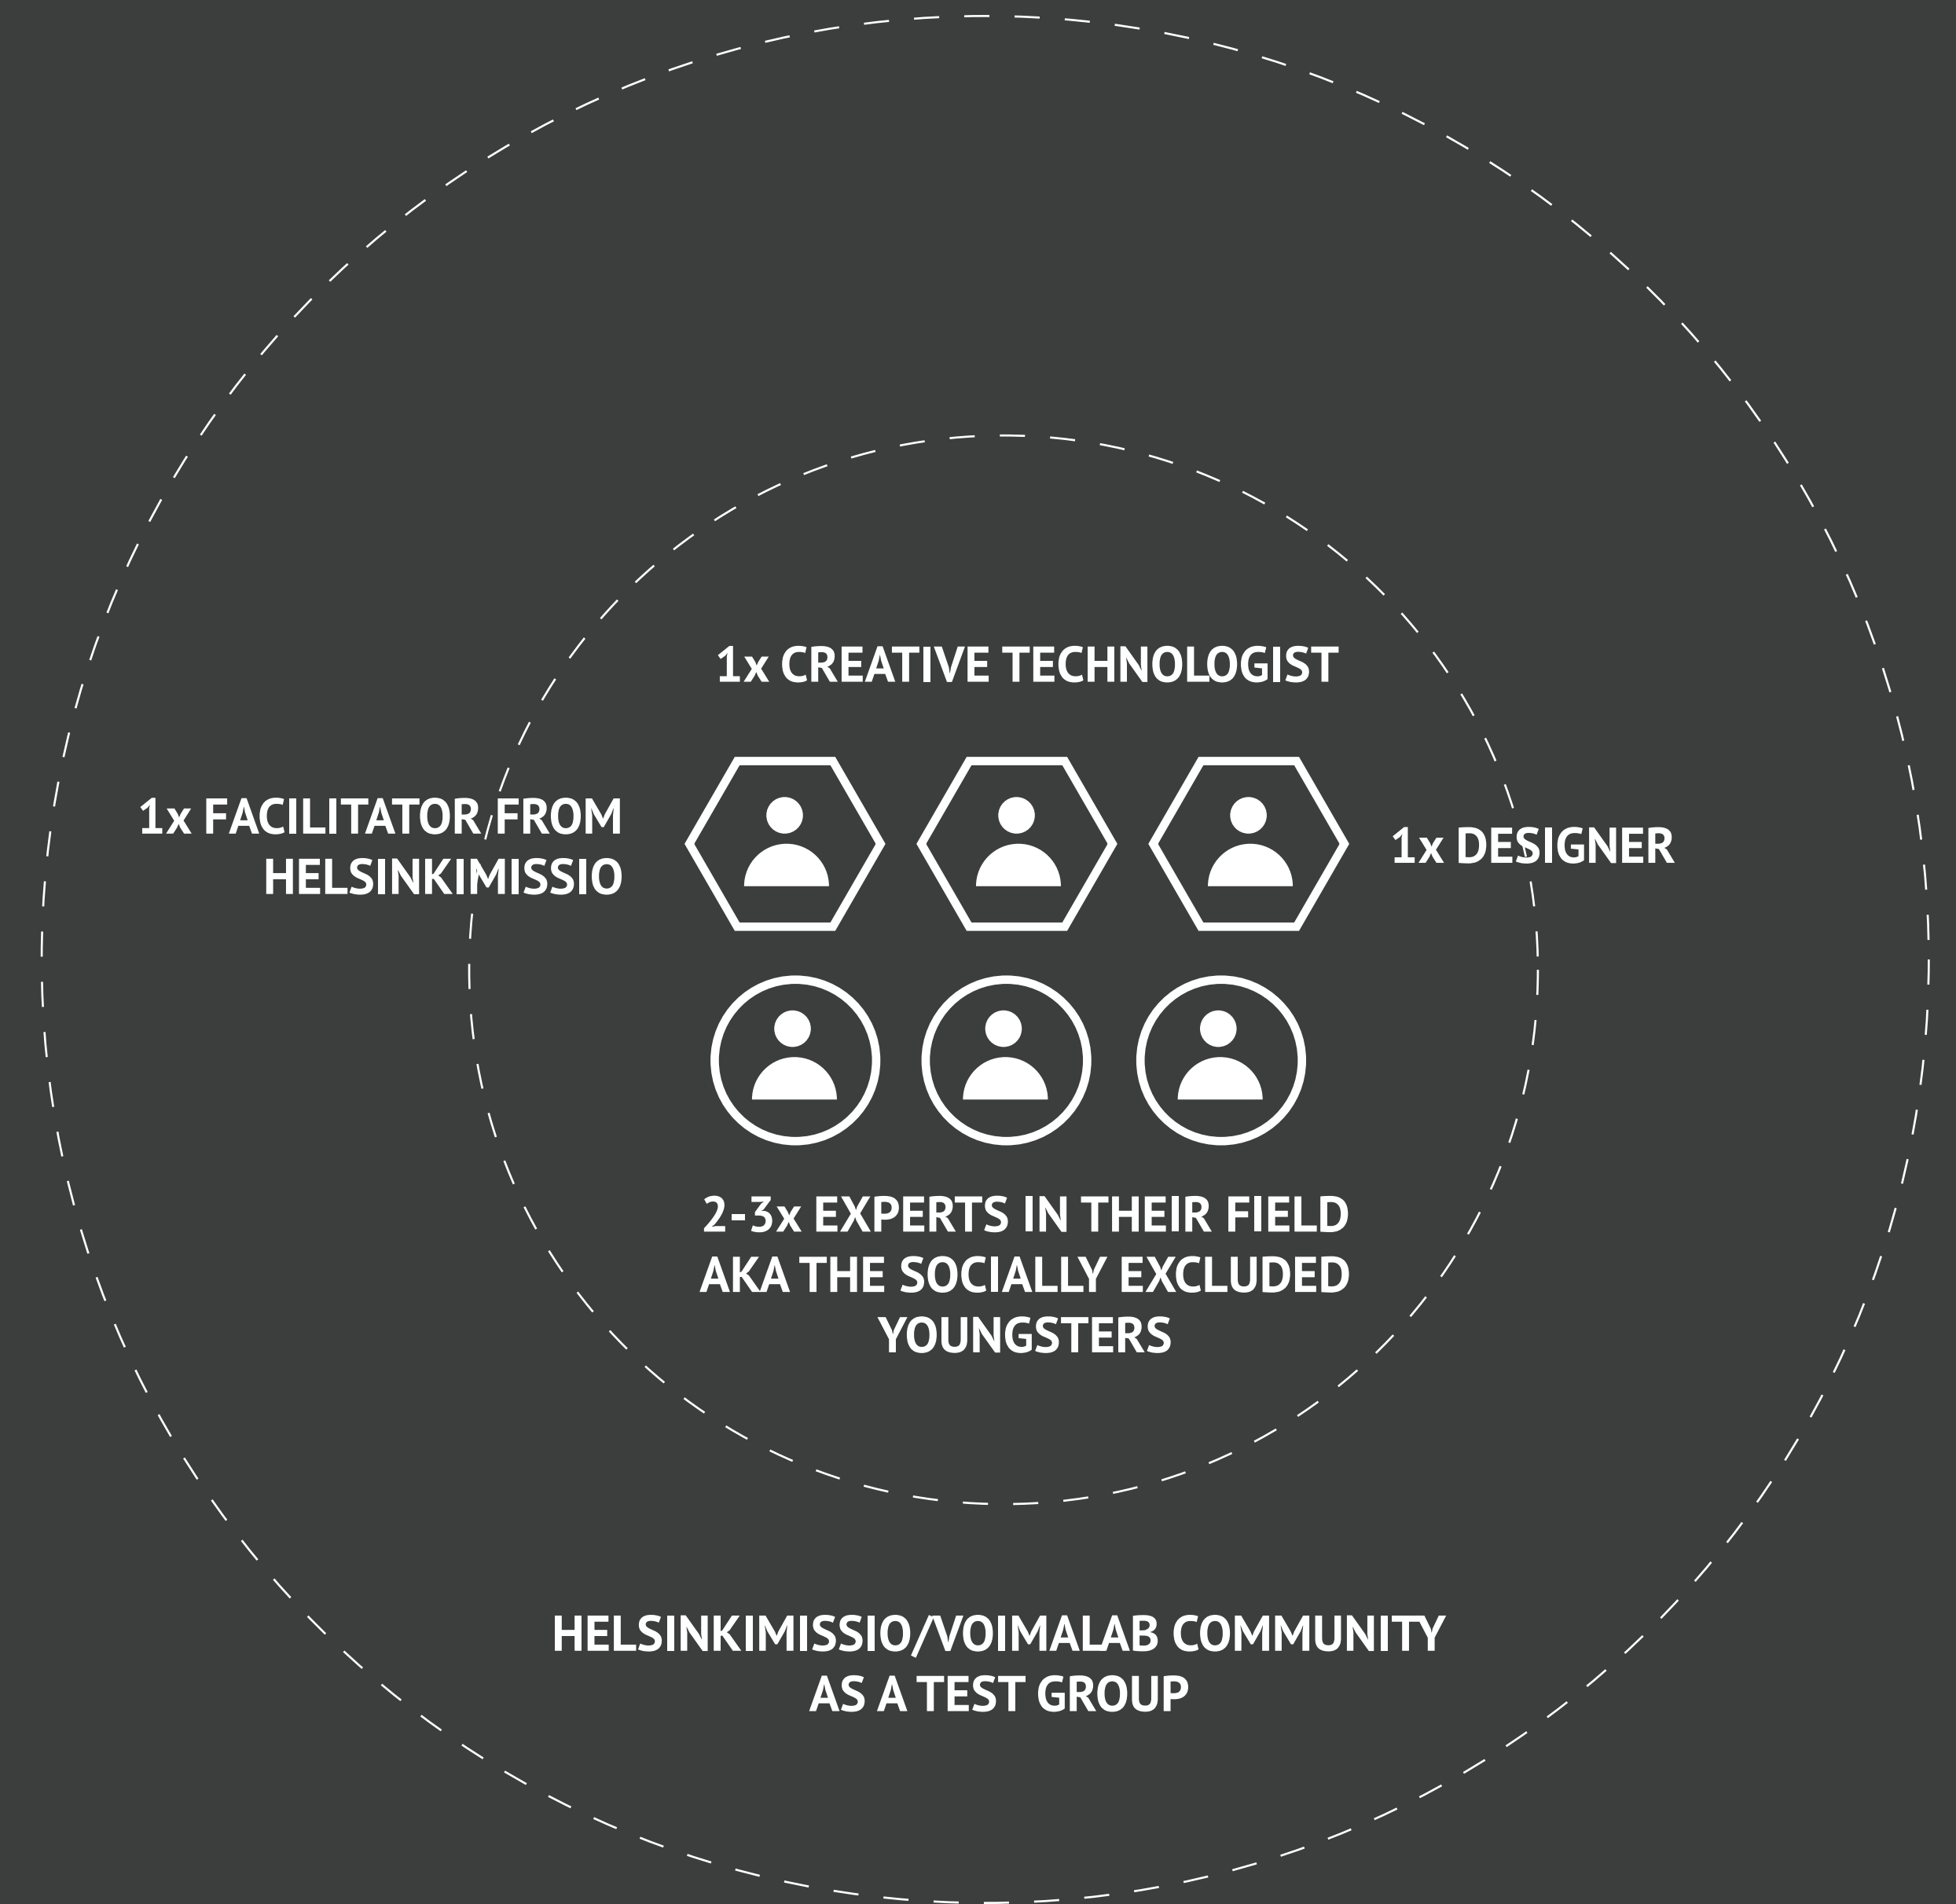 1x CREATIVE TECHNOLOGIST
1x FACILITATOR FROM
HELSINKIMISSIO
1x DESIGNER
2-3x EXPERTS IN THEIR FIELD
AKA THE SOCIALLY EXCLUDED
YOUNGSTERS
HELSINKIMISSIO/VOIMALAB COMMUNITY
AS A TEST GROUP